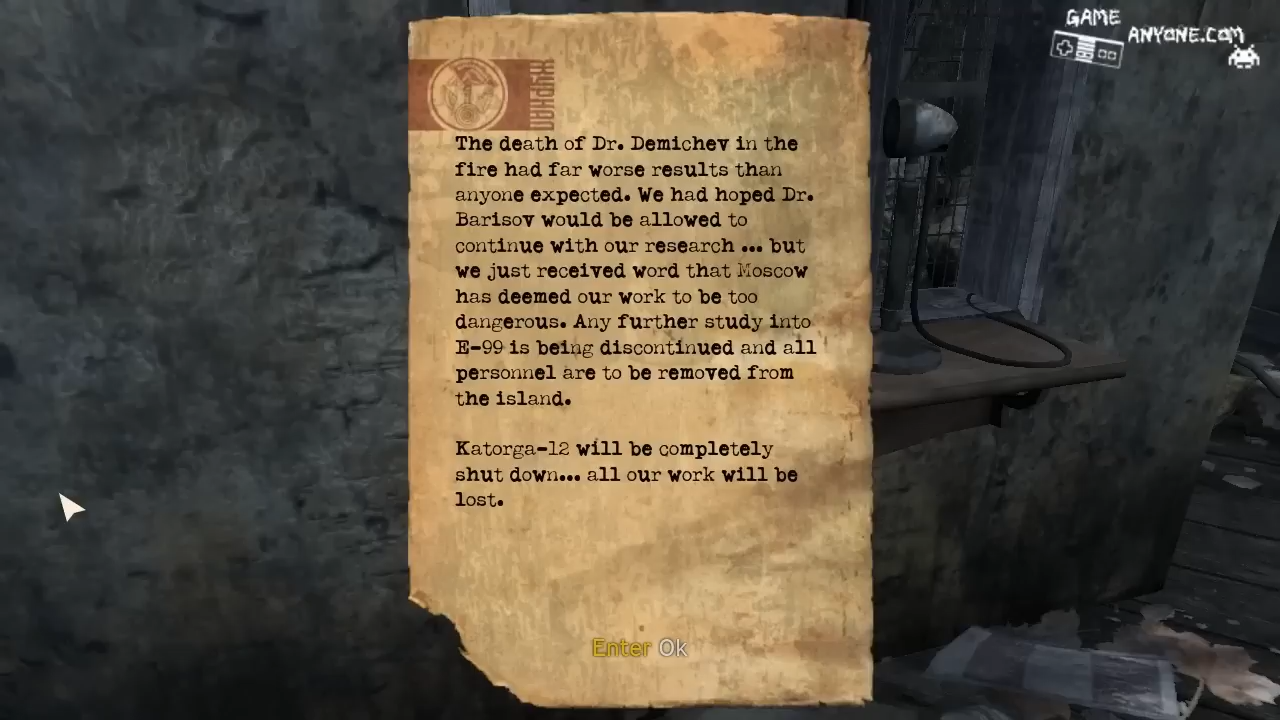 GAME
ANYONE.COM
The death of Dr. Demichev in the
fire had far worse results than
anyone expected. We had hoped Dr.
Barisov would be allowed to
continue with our research ... but
we just received word that Moscow
has deemed our work to be too
dangerous. Any further study into
E-99 is being discontinued and all
personnel are to be removed from
the island.
Katorga-12 will be completely
shut down... all our work will be
lost.
Enter Ok